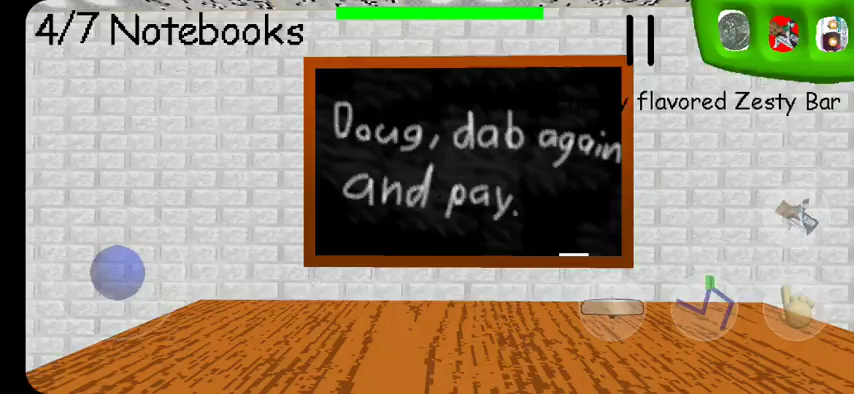 4/7 Notebooks
flavored Zesty Bar
Doug, dab again
and pay.